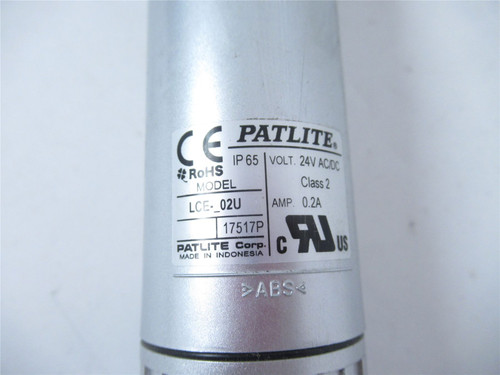 CE PATLITE®
RoHS IP 65 VOLT. 24V AC/DC
MODEL Class 2
LCE-_02U AMP. 0.2A
17517P
PATLITE Corp.
MADE IN INDONESIA
C RU US
>ABS<